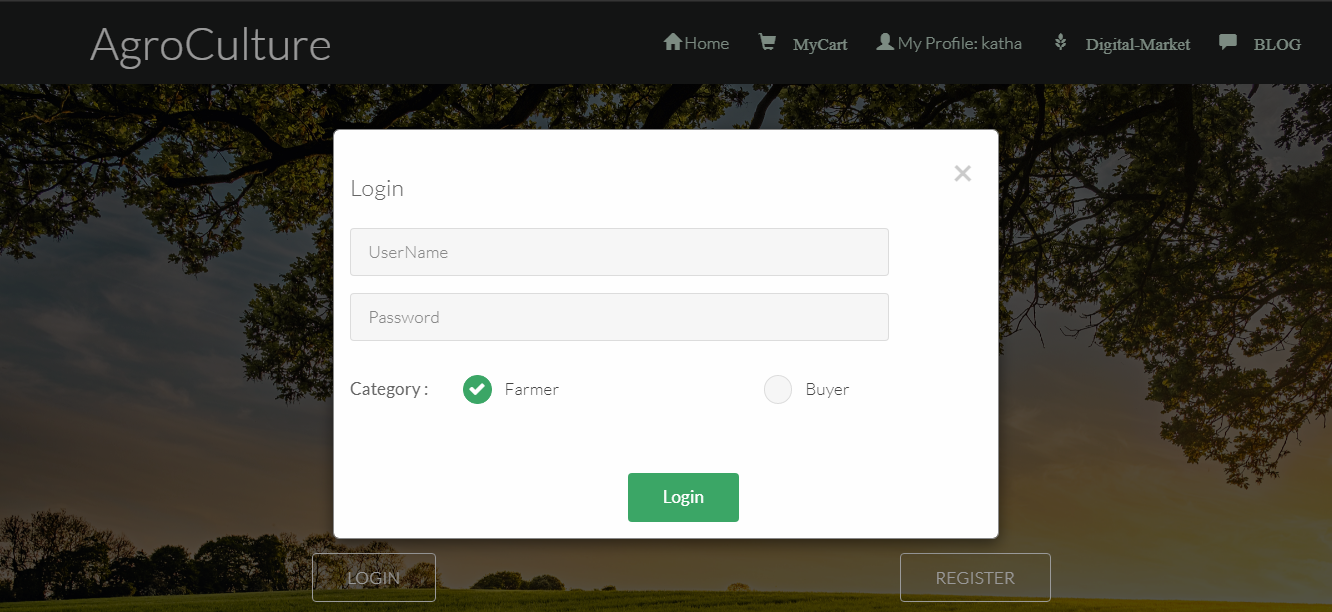 AgroCulture
Home MyCart My Profile: katha Digital-Market BLOG
Login
UserName
Password
Category : Farmer Buyer
Login
LOGIN REGISTER